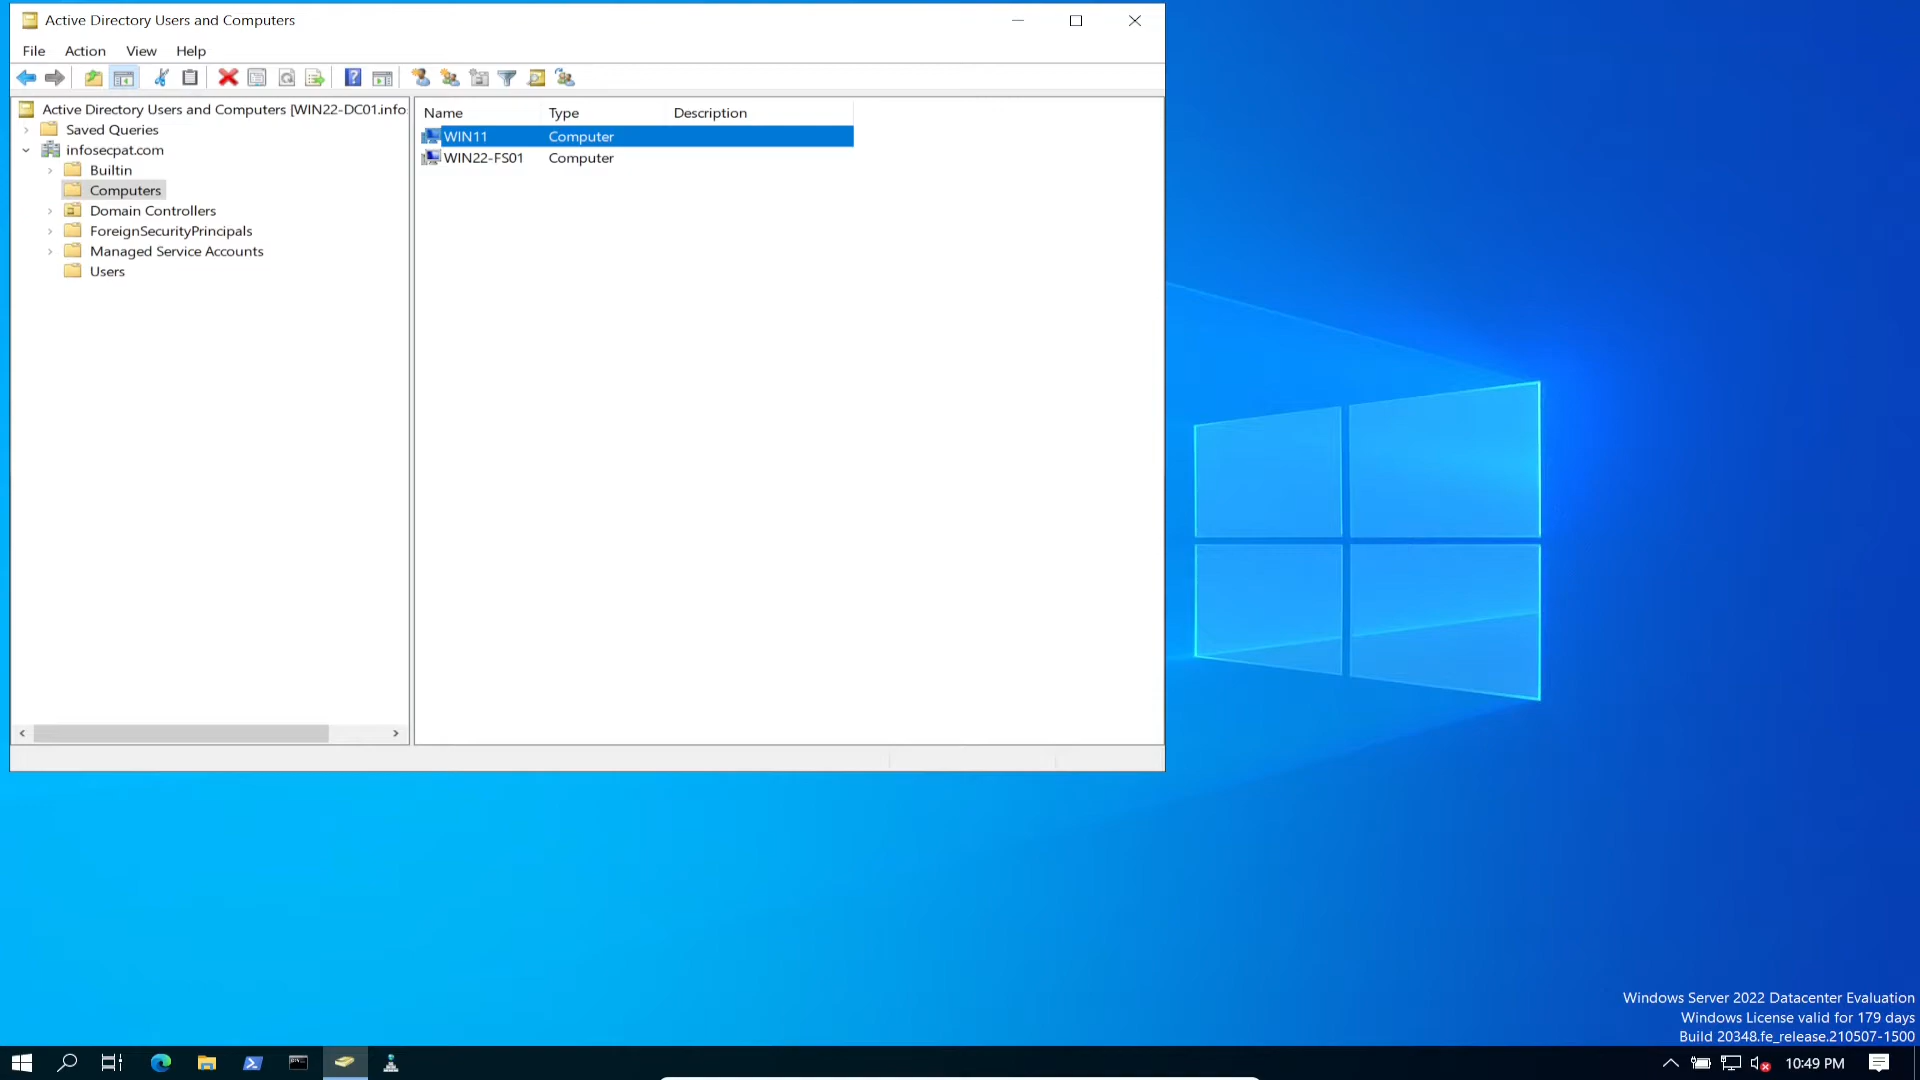 Active Directory Users and Computers
File Action View Help
Active Directory Users and Computers [WIN22-DC01.info
Saved Queries
infosecpat.com
Builtin
Computers
Domain Controllers
ForeignSecurityPrincipals
Managed Service Accounts
Users
Name Type Description
WIN11 Computer
WIN22-FS01 Computer
Windows Server 2022 Datacenter Evaluation
Windows License valid for 179 days
Build 20348.fe_release.210507-1500
10:49 PM